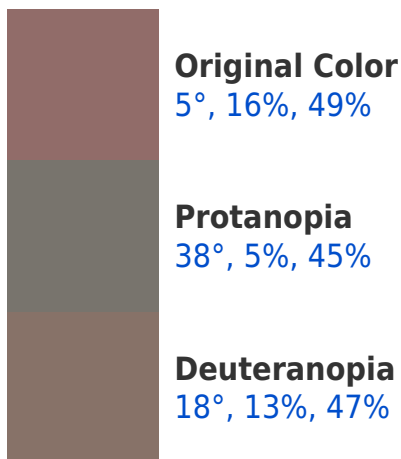 Original Color
5°, 16%, 49%
Protanopia
38°, 5%, 45%
Deuteranopia
18°, 13%, 47%